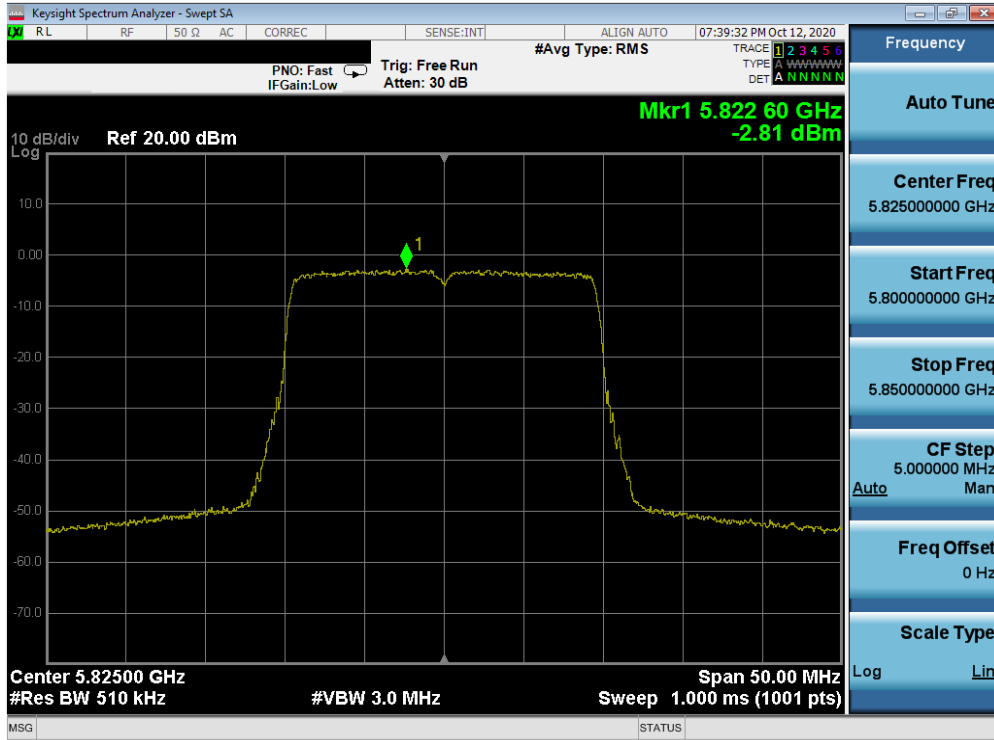 Keysight Spectrum Analyzer - Swept SA
LXI RL RF 50 Ω AC CORREC SENSE:INT ALIGN AUTO 07:39:32 PM Oct 12, 2020
#Avg Type: RMS
TRACE 1 2 3 4 5 6
TYPE A WWWWW
DET A N N N N N
PNO: Fast
IFGain:Low
Trig: Free Run
Atten: 30 dB
Mkr1 5.822 60 GHz
-2.81 dBm
10 dB/div
Log
Ref 20.00 dBm
1
10.0
0.00
-10.0
-20.0
-30.0
-40.0
-50.0
-60.0
-70.0
Center 5.82500 GHz
Span 50.00 MHz
#Res BW 510 kHz
#VBW 3.0 MHz
Sweep 1.000 ms (1001 pts)
MSG
STATUS
Frequency
Auto Tune
Center Freq
5.825000000 GHz
Start Freq
5.800000000 GHz
Stop Freq
5.850000000 GHz
CF Step
5.000000 MHz
Auto Man
Freq Offset
0 Hz
Scale Type
Log Lin